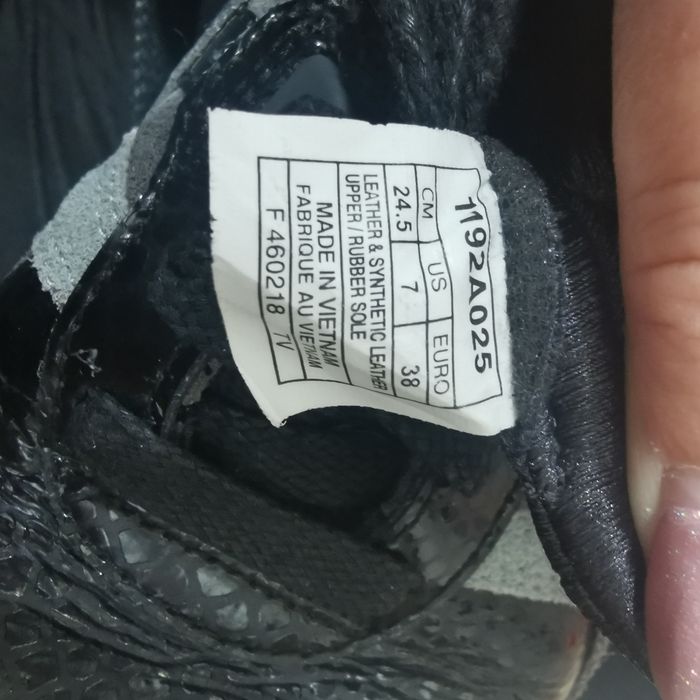 1192A025
CM US EURO
24.5 7 38
LEATHER & SYNTHETIC LEATHER
UPPER / RUBBER SOLE
MADE IN VIETNAM
FABRIQUE AU VIETNAM
F 460218 TV